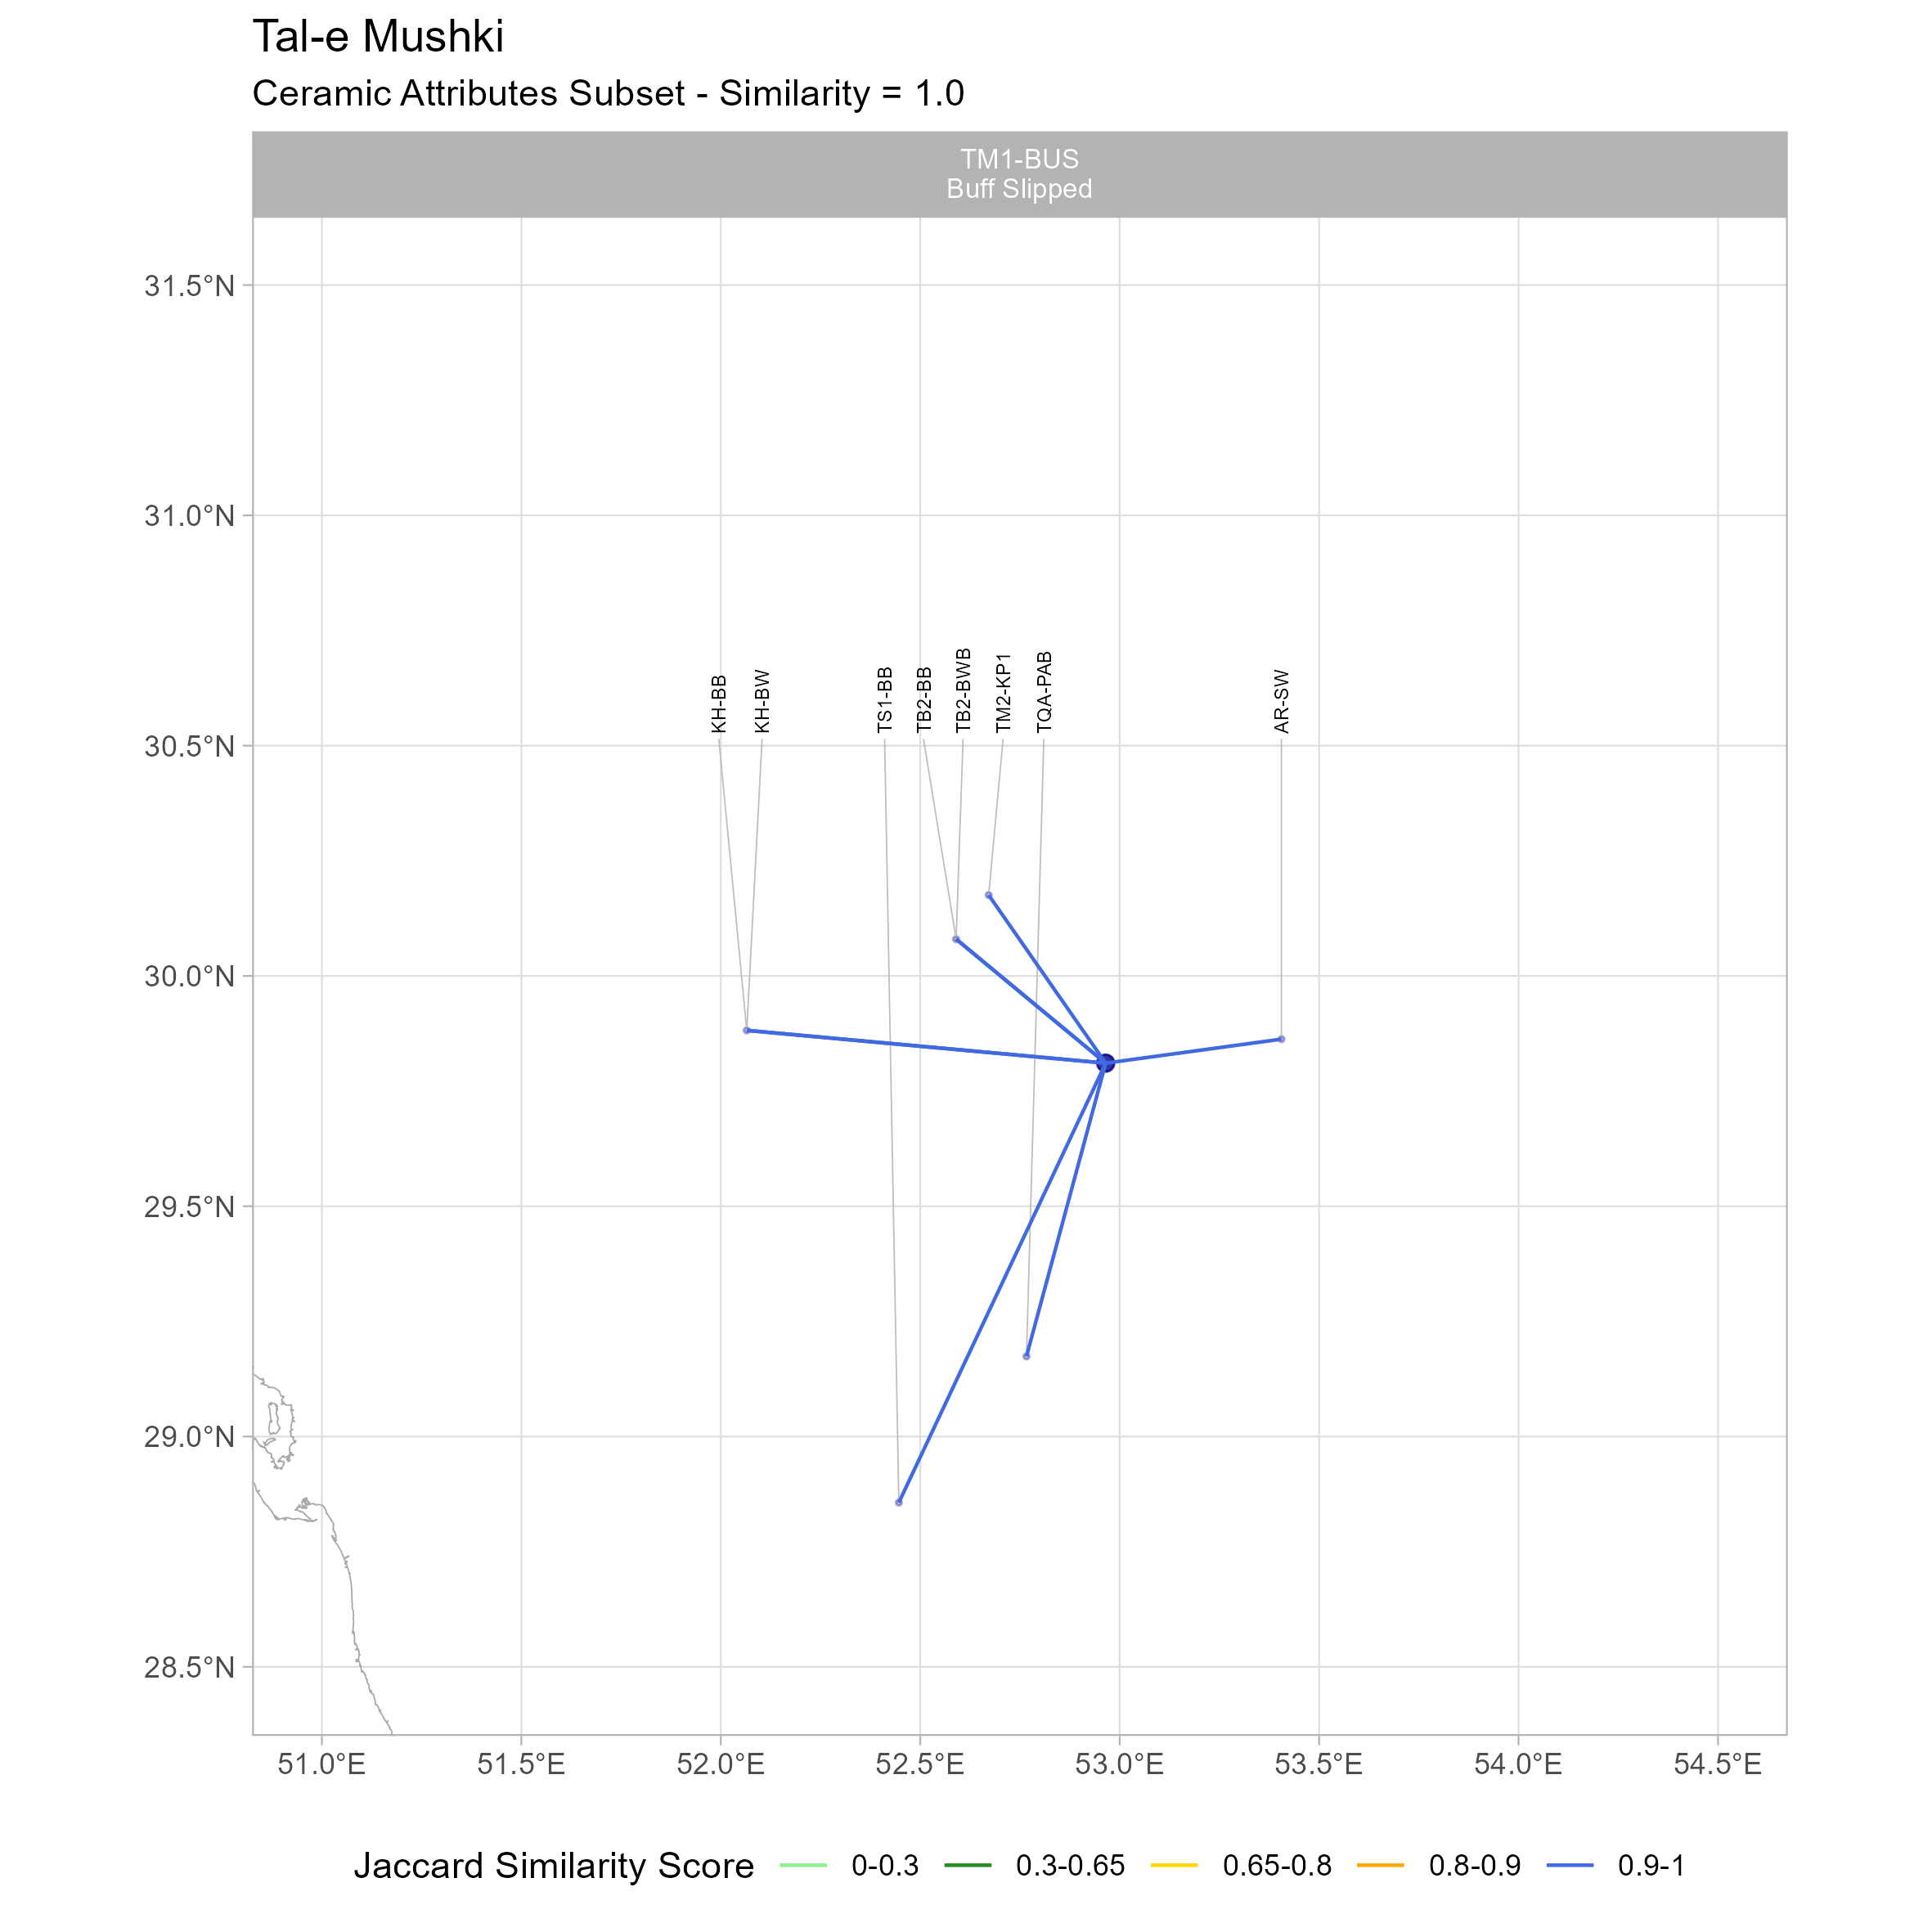 Tal-e Mushki
Ceramic Attributes Subset - Similarity = 1.0
TM1-BUS
Buff Slipped
31.5°N
31.0°N
30.5°N
30.0°N
29.5°N
29.0°N
28.5°N
KH-BB
KH-BW
TS1-BB
TB2-BB
TB2-BWB
TM2-KP1
TQA-PAB
AR-SW
51.0°E 51.5°E 52.0°E 52.5°E 53.0°E 53.5°E 54.0°E 54.5°E
Jaccard Similarity Score 0-0.3 0.3-0.65 0.65-0.8 0.8-0.9 0.9-1